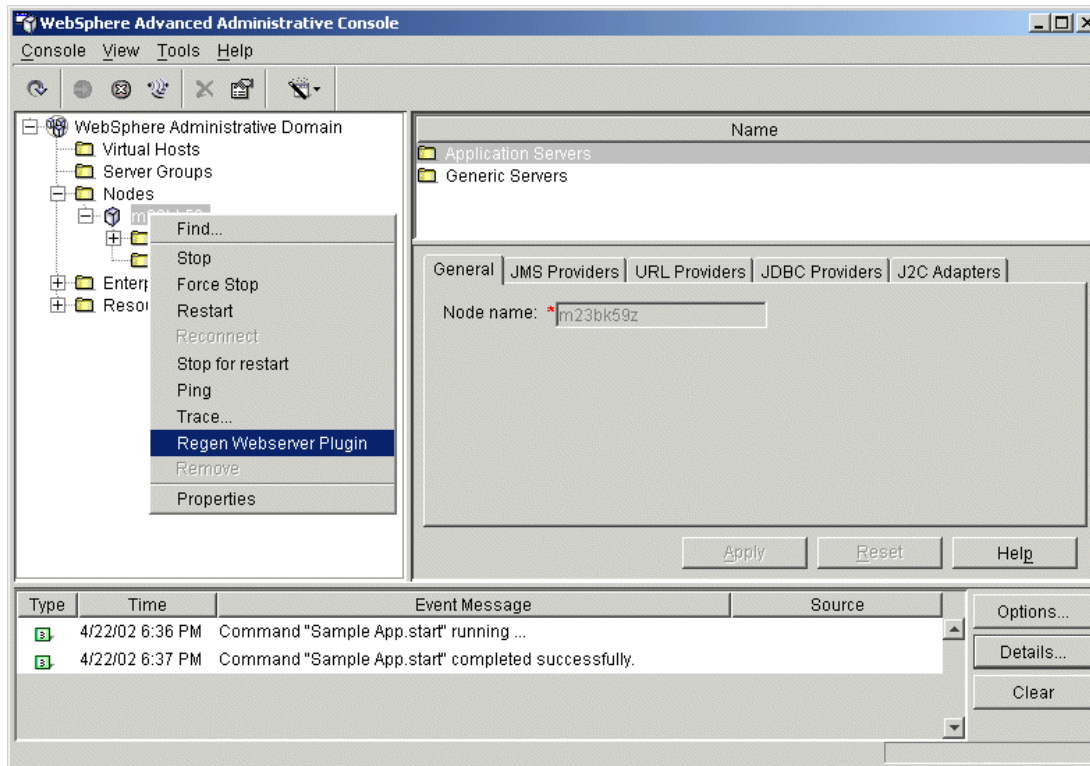 WebSphere Advanced Administrative Console
Console View Tools Help
WebSphere Administrative Domain
Virtual Hosts
Server Groups
Nodes
Enterp
Resou
Find...
Stop
Force Stop
Restart
Reconnect
Stop for restart
Ping
Trace...
Regen Webserver Plugin
Remove
Properties
Name
Application Servers
Generic Servers
General JMS Providers URL Providers JDBC Providers J2C Adapters
Node name: *m23bk59z
Apply Reset Help
Type Time Event Message Source
4/22/02 6:36 PM Command "Sample App.start" running ...
4/22/02 6:37 PM Command "Sample App.start" completed successfully.
Options...
Details...
Clear